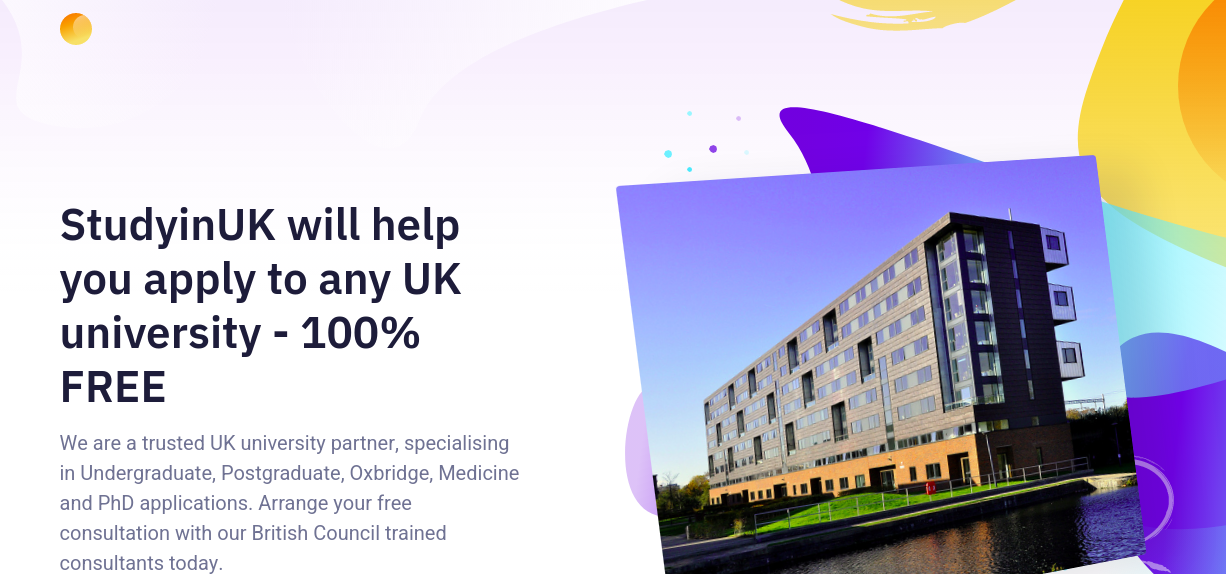 StudyinUK will help
you apply to any UK
university - 100%
FREE
We are a trusted UK university partner, specialising
in Undergraduate, Postgraduate, Oxbridge, Medicine
and PhD applications. Arrange your free
consultation with our British Council trained
consultants today.